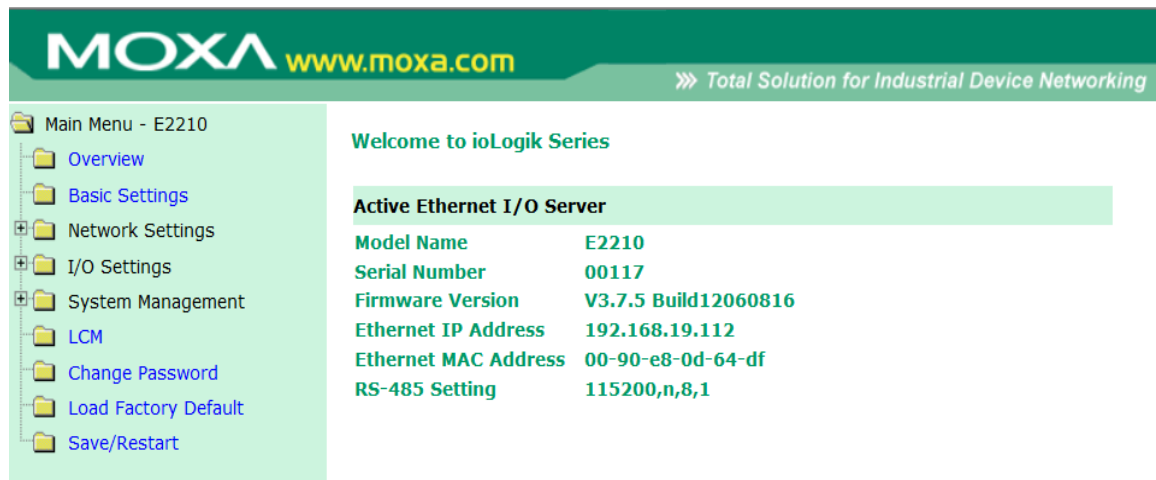 MOXA www.moxa.com
Total Solution for Industrial Device Networking
Main Menu - E2210
Overview
Basic Settings
Network Settings
I/O Settings
System Management
LCM
Change Password
Load Factory Default
Save/Restart
Welcome to ioLogik Series
Active Ethernet I/O Server
Model Name E2210
Serial Number 00117
Firmware Version V3.7.5 Build12060816
Ethernet IP Address 192.168.19.112
Ethernet MAC Address 00-90-e8-0d-64-df
RS-485 Setting 115200,n,8,1